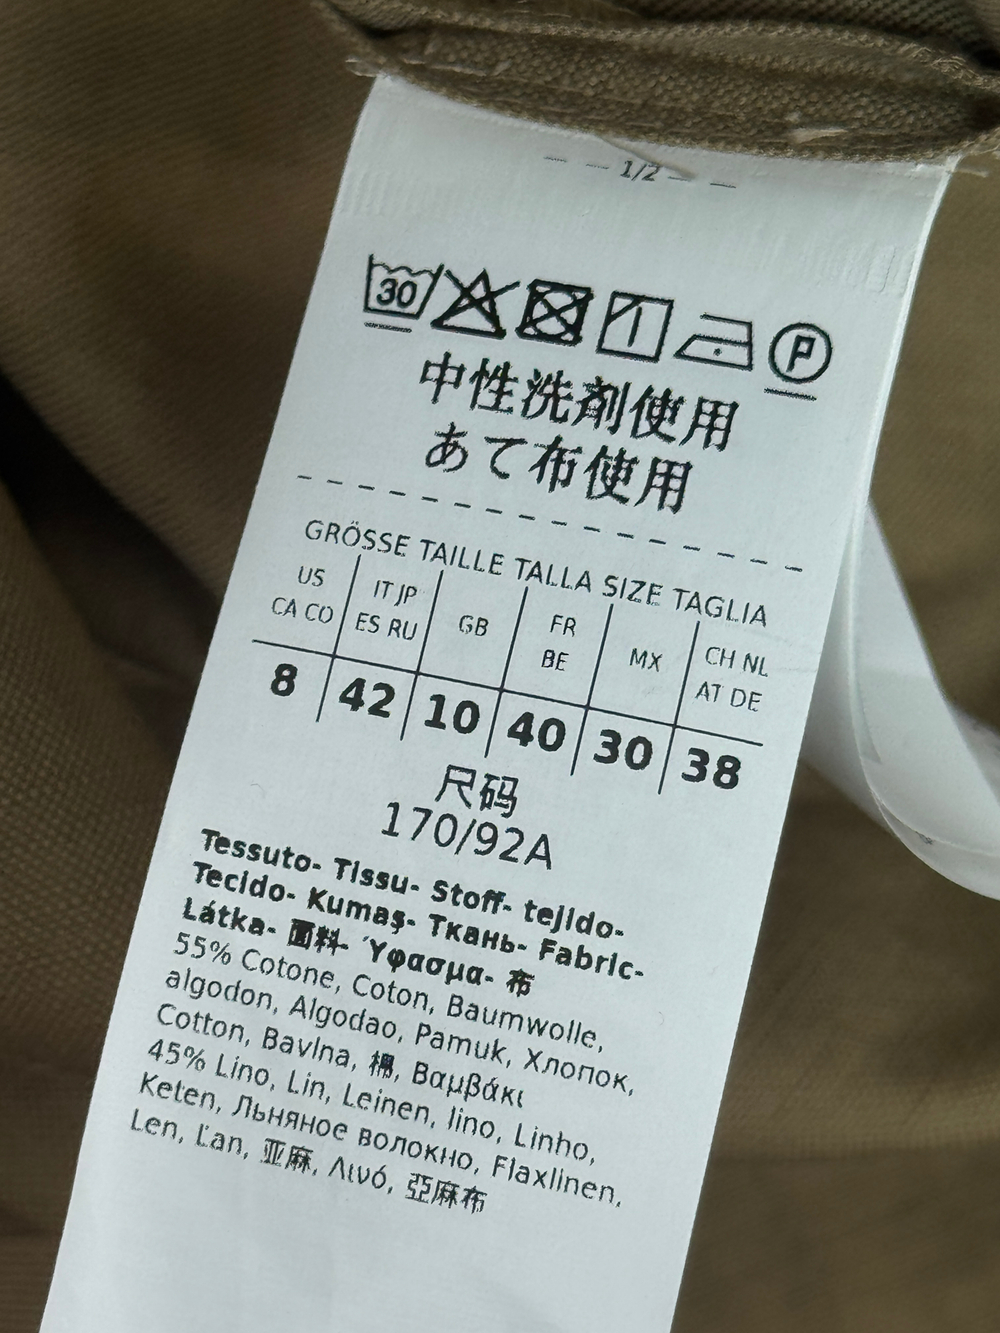 1/2
30 P
中性洗剤使用
あて布使用
GRÖSSE TAILLE TALLA SIZE TAGLIA
US CA CO | IT JP ES RU | GB | FR BE | MX | CH NL AT DE
8 | 42 | 10 | 40 | 30 | 38
尺码
170/92A
Tessuto- Tissu- Stoff- tejido-
Tecido- Kumaş- Ткань- Fabric-
Látka- 面料- Ύφασμα- 布
55% Cotone, Coton, Baumwolle,
algodon, Algodao, Pamuk, Хлопок,
Cotton, Bavlna, 棉, Βαμβάκι
45% Lino, Lin, Leinen, lino, Linho,
Keten, Льняное волокно, Flaxlinen,
Len, Ľan, 亚麻, Λινό, 亞麻布